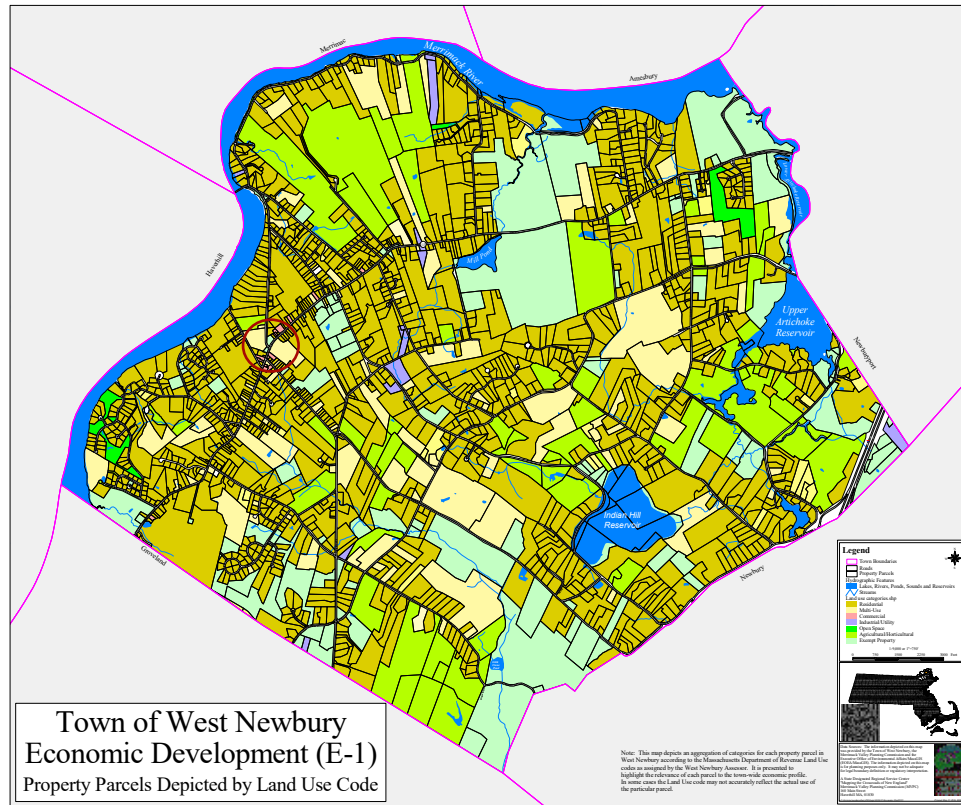 Merrimac
Merrimack River
Amesbury
Haverhill
Mill Pond
Upper
Artichoke
Reservoir
Newburyport
Indian Hill
Reservoir
Groveland
Newbury
Legend
Town Boundaries
Roads
Property Parcels
Hydrographic Features
Lakes, Rivers, Ponds, Sounds and Reservoirs
Streams
Land use categories.shp
Residential
Multi-Use
Commercial
Industrial/Utility
Open Space
Agricultural/Horticultural
Exempt Property
Town of West Newbury
Economic Development (E-1)
Property Parcels Depicted by Land Use Code
Note: This map depicts an aggregation of categories for each property parcel in
West Newbury according to the Massachusetts Department of Revenue Land Use
codes as assigned by the West Newbury Assessor. It is presented to
highlight the relevance of each parcel to the town-wide economic profile.
In some cases the Land Use code may not accurately reflect the actual use of
the particular parcel.